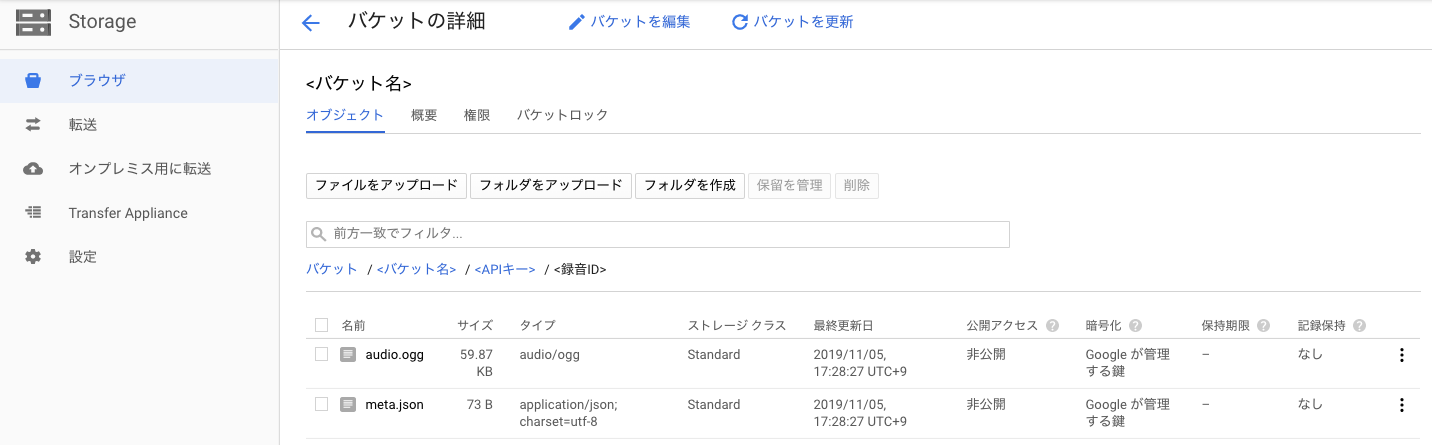 Storage
バケットの詳細
バケットを編集
バケットを更新
ブラウザ
転送
オンプレミス用に転送
Transfer Appliance
設定
<バケット名>
オブジェクト 概要 権限 バケットロック
ファイルをアップロード フォルダをアップロード フォルダを作成 保留を管理 削除
前方一致でフィルタ...
バケット / <バケット名> / <APIキー> / <録音ID>
名前 サイズ タイプ ストレージ クラス 最終更新日 公開アクセス ? 暗号化 ? 保持期限 ? 記録保持 ?
audio.ogg 59.87 audio/ogg Standard 2019/11/05, 非公開 Google が管理 – なし
KB 17:28:27 UTC+9 する鍵
meta.json 73 B application/json; Standard 2019/11/05, 非公開 Google が管理 – なし
charset=utf-8 17:28:27 UTC+9 する鍵